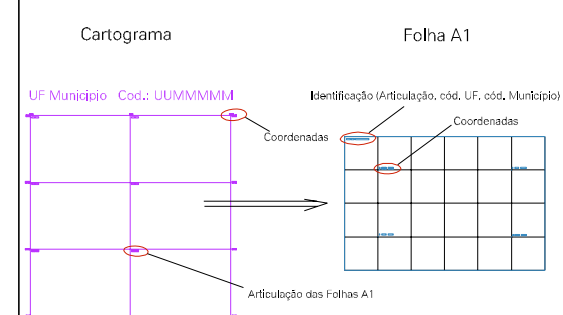 Cartograma
Folha A1
UF Município Cod.: UUMMMMM
Identificação (Articulação, cód. UF, cód. Município)
Coordenadas
Coordenadas
Articulação das Folhas A1